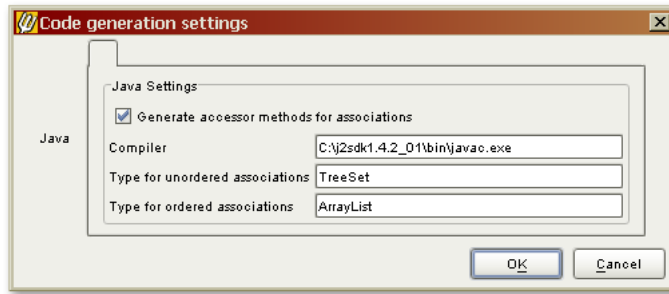 Code generation settings
Java Settings
Generate accessor methods for associations
Java
Compiler C:\j2sdk1.4.2_01\bin\javac.exe
Type for unordered associations TreeSet
Type for ordered associations ArrayList
OK Cancel